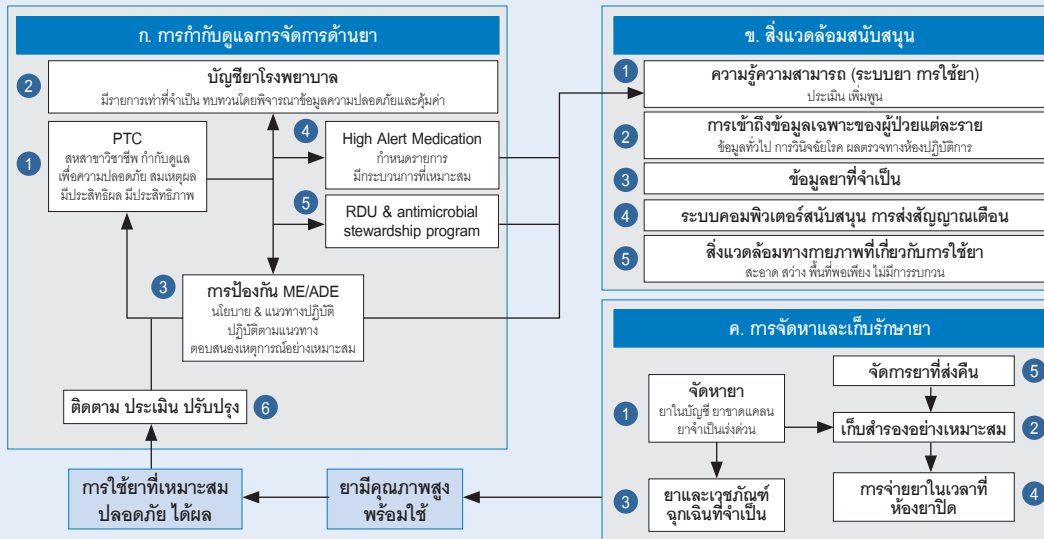 ก. การกำกับดูแลการจัดการด้านยา
2
บัญชียาโรงพยาบาล
มีรายการเท่าที่จำเป็น ทบทวนโดยพิจารณาข้อมูลความปลอดภัยและคุ้มค่า
1
PTC
สหสาขาวิชาชีพ กำกับดูแล
เพื่อความปลอดภัย สมเหตุผล
มีประสิทธิผล มีประสิทธิภาพ
4
High Alert Medication
กำหนดรายการ
มีกระบวนการที่เหมาะสม
5
RDU & antimicrobial
stewardship program
3
การป้องกัน ME/ADE
นโยบาย & แนวทางปฏิบัติ
ปฏิบัติตามแนวทาง
ตอบสนองเหตุการณ์อย่างเหมาะสม
ติดตาม ประเมิน ปรับปรุง
6
การใช้ยาที่เหมาะสม
ปลอดภัย ได้ผล
ยามีคุณภาพสูง
พร้อมใช้
ข. สิ่งแวดล้อมสนับสนุน
1
ความรู้ความสามารถ (ระบบยา การใช้ยา)
ประเมิน เพิ่มพูน
2
การเข้าถึงข้อมูลเฉพาะของผู้ป่วยแต่ละราย
ข้อมูลทั่วไป การวินิจฉัยโรค ผลตรวจทางห้องปฏิบัติการ
3
ข้อมูลยาที่จำเป็น
4
ระบบคอมพิวเตอร์สนับสนุน การส่งสัญญาณเตือน
5
สิ่งแวดล้อมทางกายภาพที่เกี่ยวกับการใช้ยา
สะอาด สว่าง พื้นที่พอเพียง ไม่มีการรบกวน
ค. การจัดหาและเก็บรักษายา
1
จัดหายา
ยาในบัญชี ยาขาดแคลน
ยาจำเป็นเร่งด่วน
จัดการยาที่ส่งคืน
5
เก็บสำรองอย่างเหมาะสม
2
3
ยาและเวชภัณฑ์
ฉุกเฉินที่จำเป็น
การจ่ายยาในเวลาที่
ห้องยาปิด
4